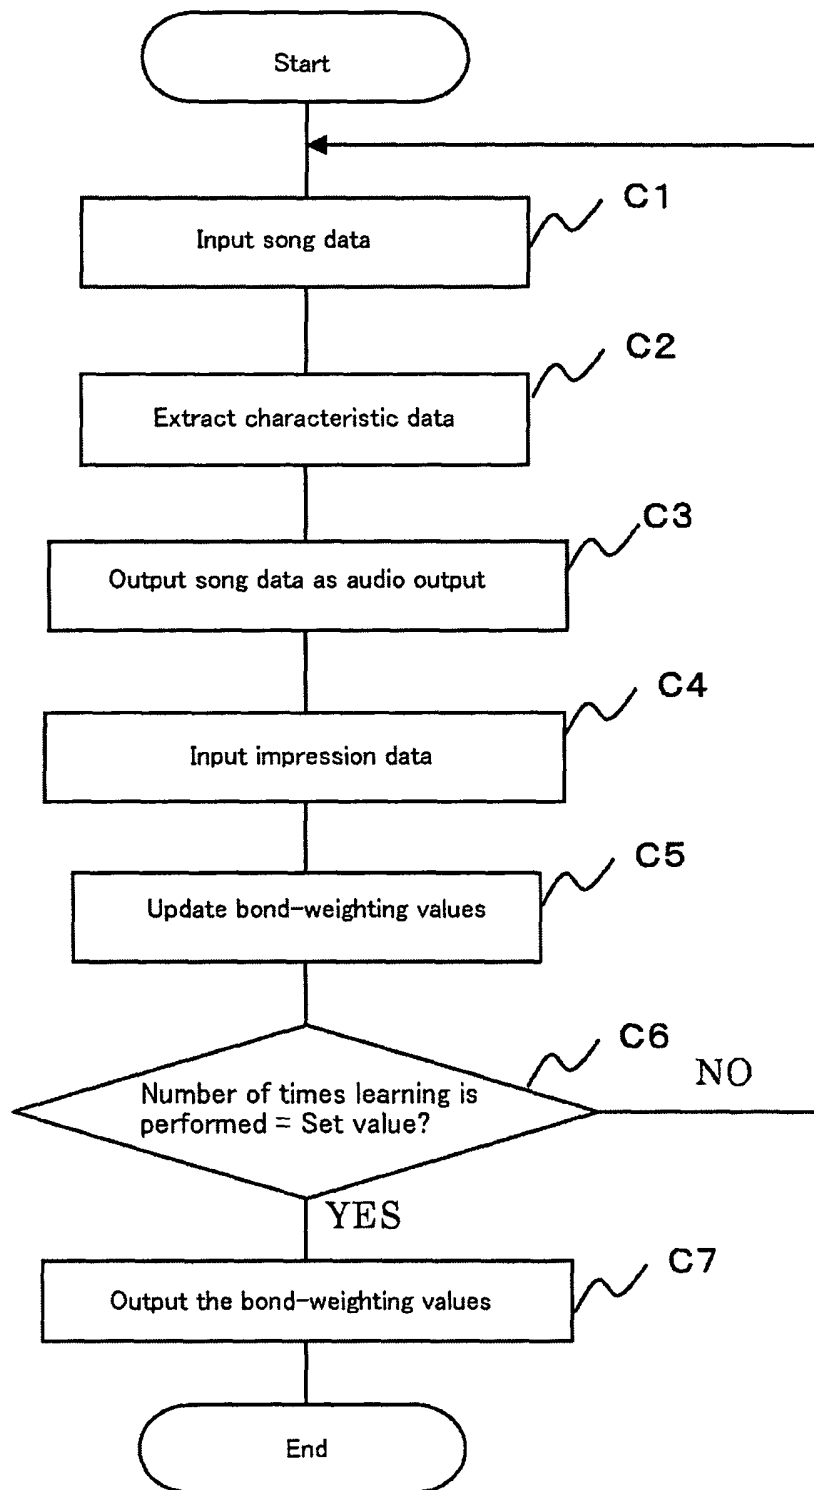 Start
C1
Input song data
C2
Extract characteristic data
C3
Output song data as audio output
C4
Input impression data
C5
Update bond-weighting values
C6
NO
Number of times learning is
performed = Set value?
YES
C7
Output the bond-weighting values
End